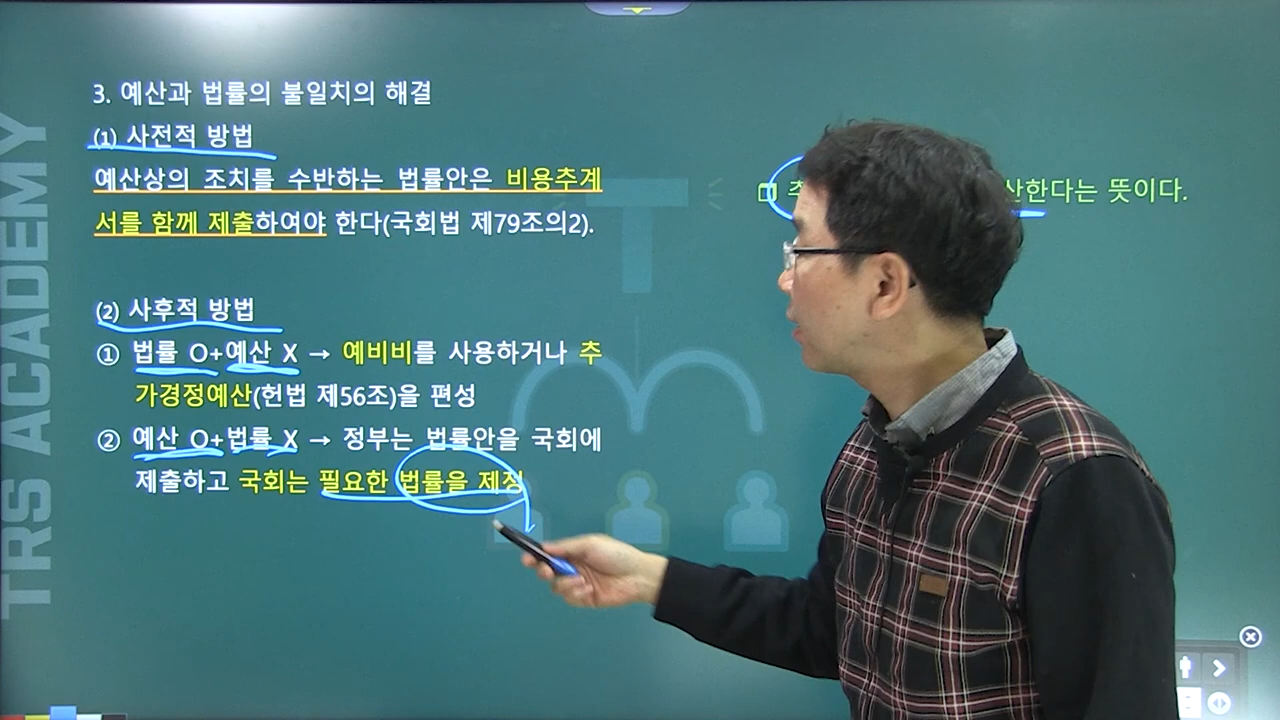 3. 예산과 법률의 불일치의 해결
(1) 사전적 방법
예산상의 조치를 수반하는 법률안은 비용추계
서를 함께 제출하여야 한다(국회법 제79조의2).
(2) 사후적 방법
① 법률 O+예산 X → 예비비를 사용하거나 추
가경정예산(헌법 제56조)을 편성
② 예산 O+법률 X → 정부는 법률안을 국회에
제출하고 국회는 필요한 법률을 제정
뜻이다.
TRS ACADEMY